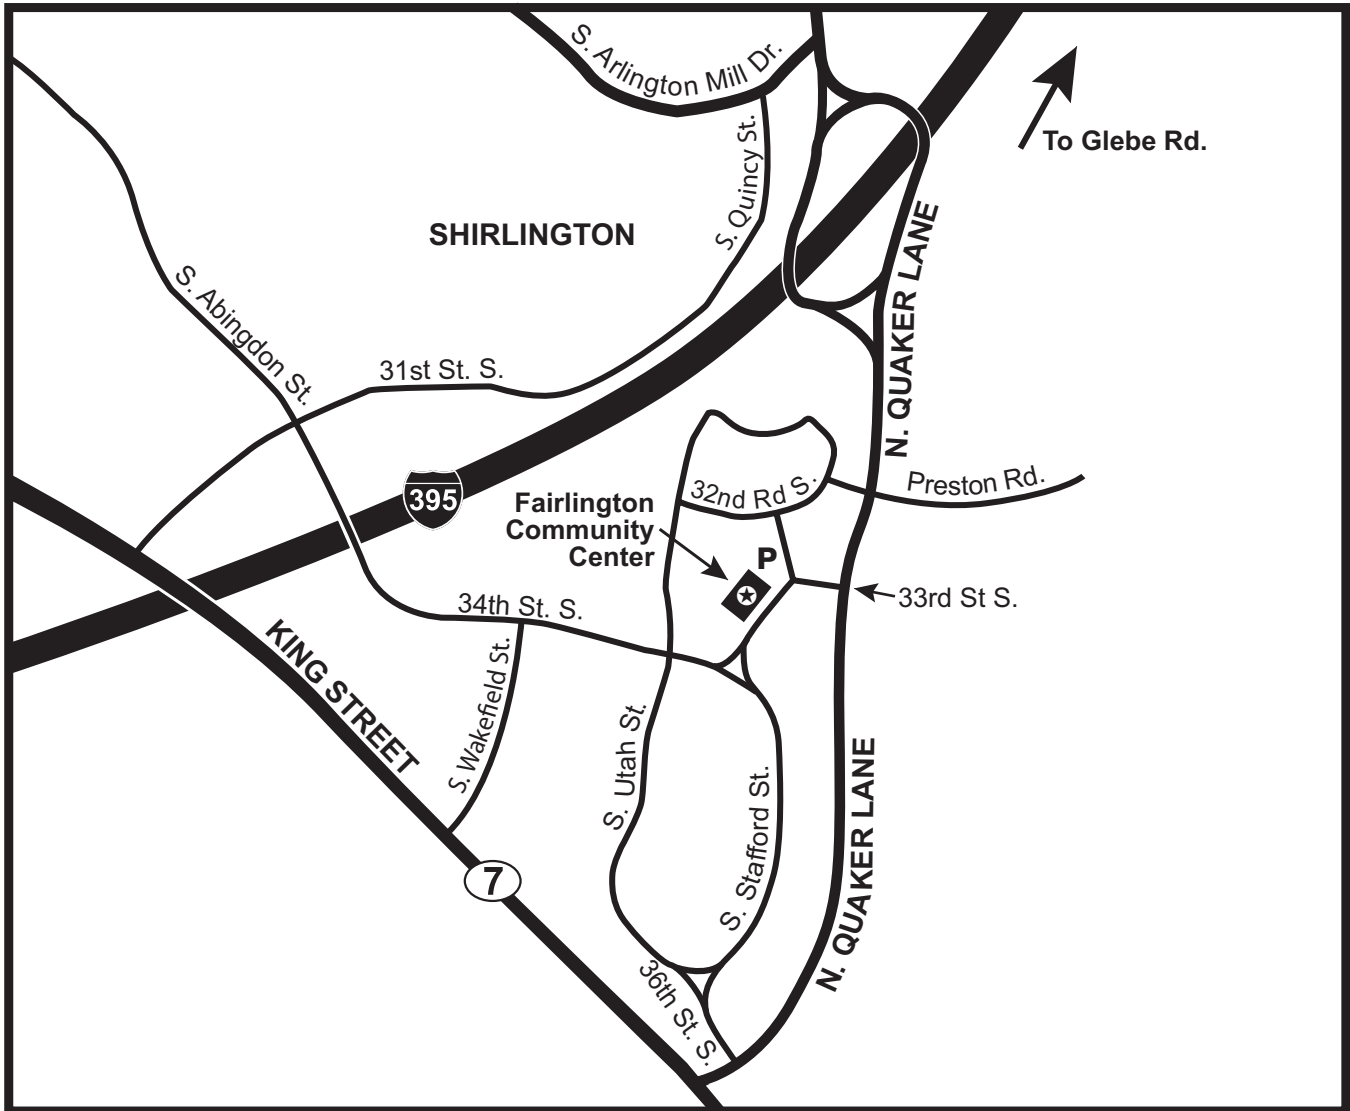 S. Arlington Mill Dr.
To Glebe Rd.
S. Quincy St.
SHIRLINGTON
N. QUAKER LANE
S. Abingdon St.
31st St. S.
395
Fairlington
Community
Center
32nd Rd S.
Preston Rd.
P
33rd St S.
34th St. S.
KING STREET
S. Wakefield St.
S. Utah St.
S. Stafford St.
N. QUAKER LANE
7
36th St. S.